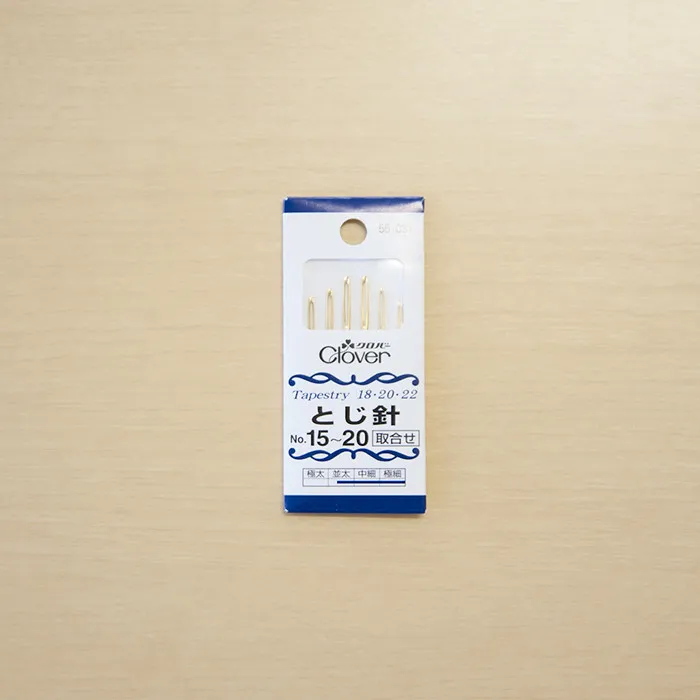 クロバー
Clover
Tapestry 18・20・22
とじ針
No.15〜20 取合せ
極太 並太 中細 極細